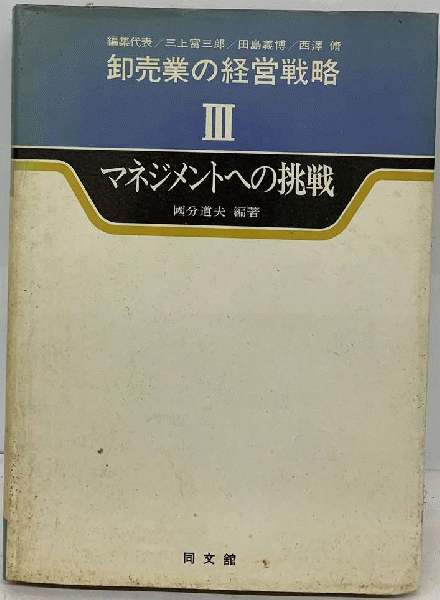 編集代表/三上富三郎/田島義博/西澤 脩
卸売業の経営戦略
III
マネジメントへの挑戦
國分道夫 編著
同文舘